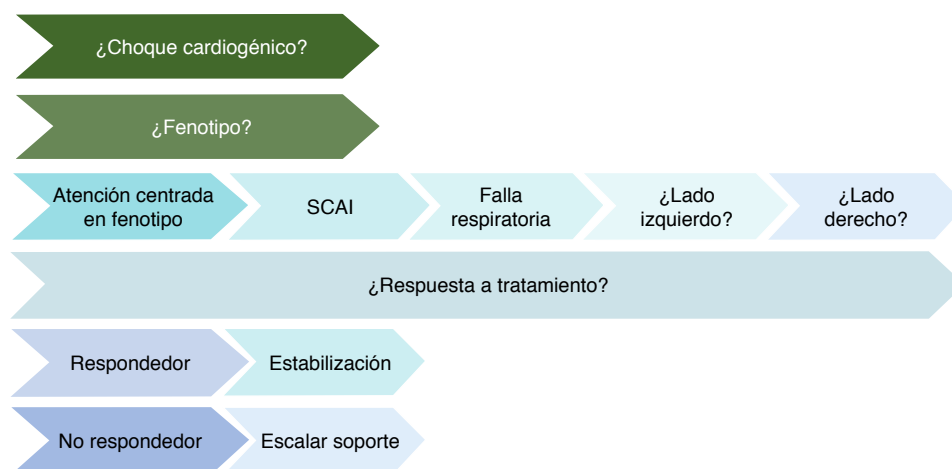 ¿Choque cardiogénico?
¿Fenotipo?
Atención centrada
en fenotipo
SCAI
Falla
respiratoria
¿Lado
izquierdo?
¿Lado
derecho?
¿Respuesta a tratamiento?
Respondedor
Estabilización
No respondedor
Escalar soporte